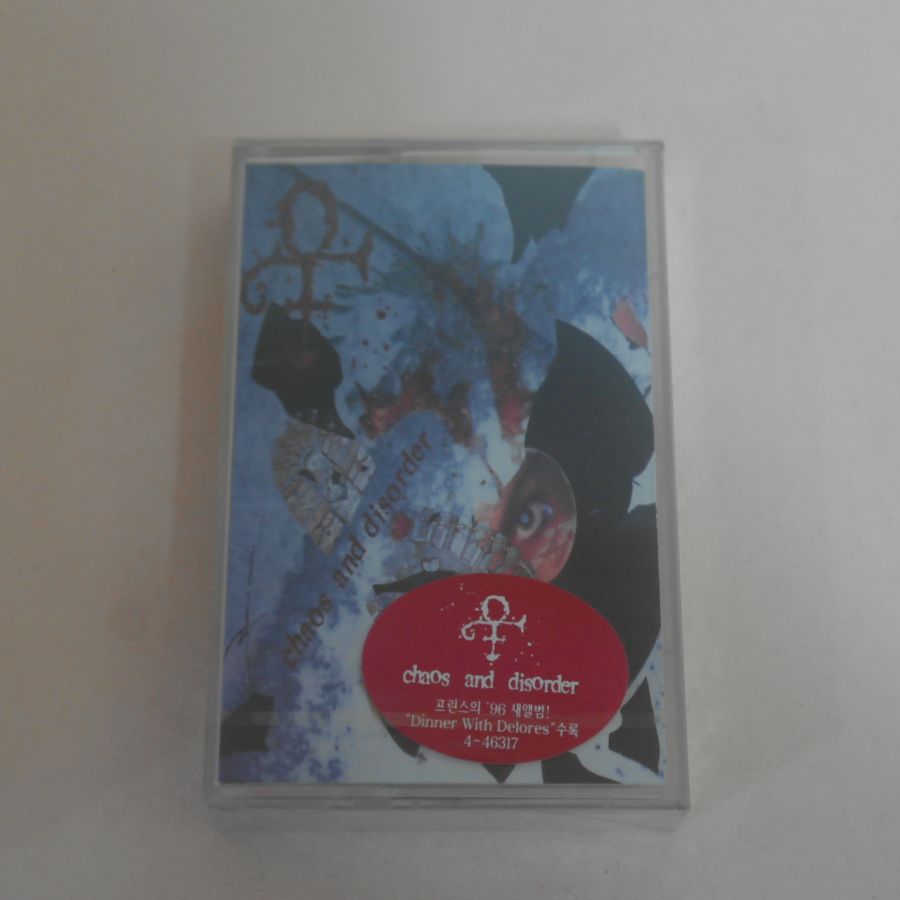 chaos and disorder
chaos and disorder
프린스의 '96 새앨범!
"Dinner With Delores"수록
4-46317